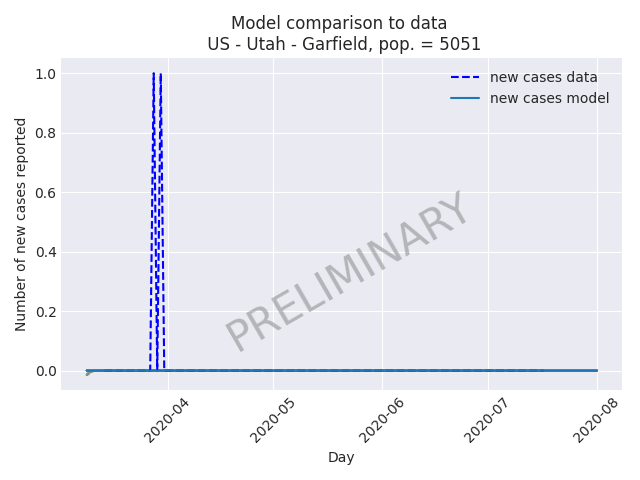 Model comparison to data
US - Utah - Garfield, pop. = 5051
new cases data
new cases model
Number of new cases reported
1.0
0.8
0.6
0.4
0.2
0.0
PRELIMINARY
2020-04
2020-05
2020-06
2020-07
2020-08
Day